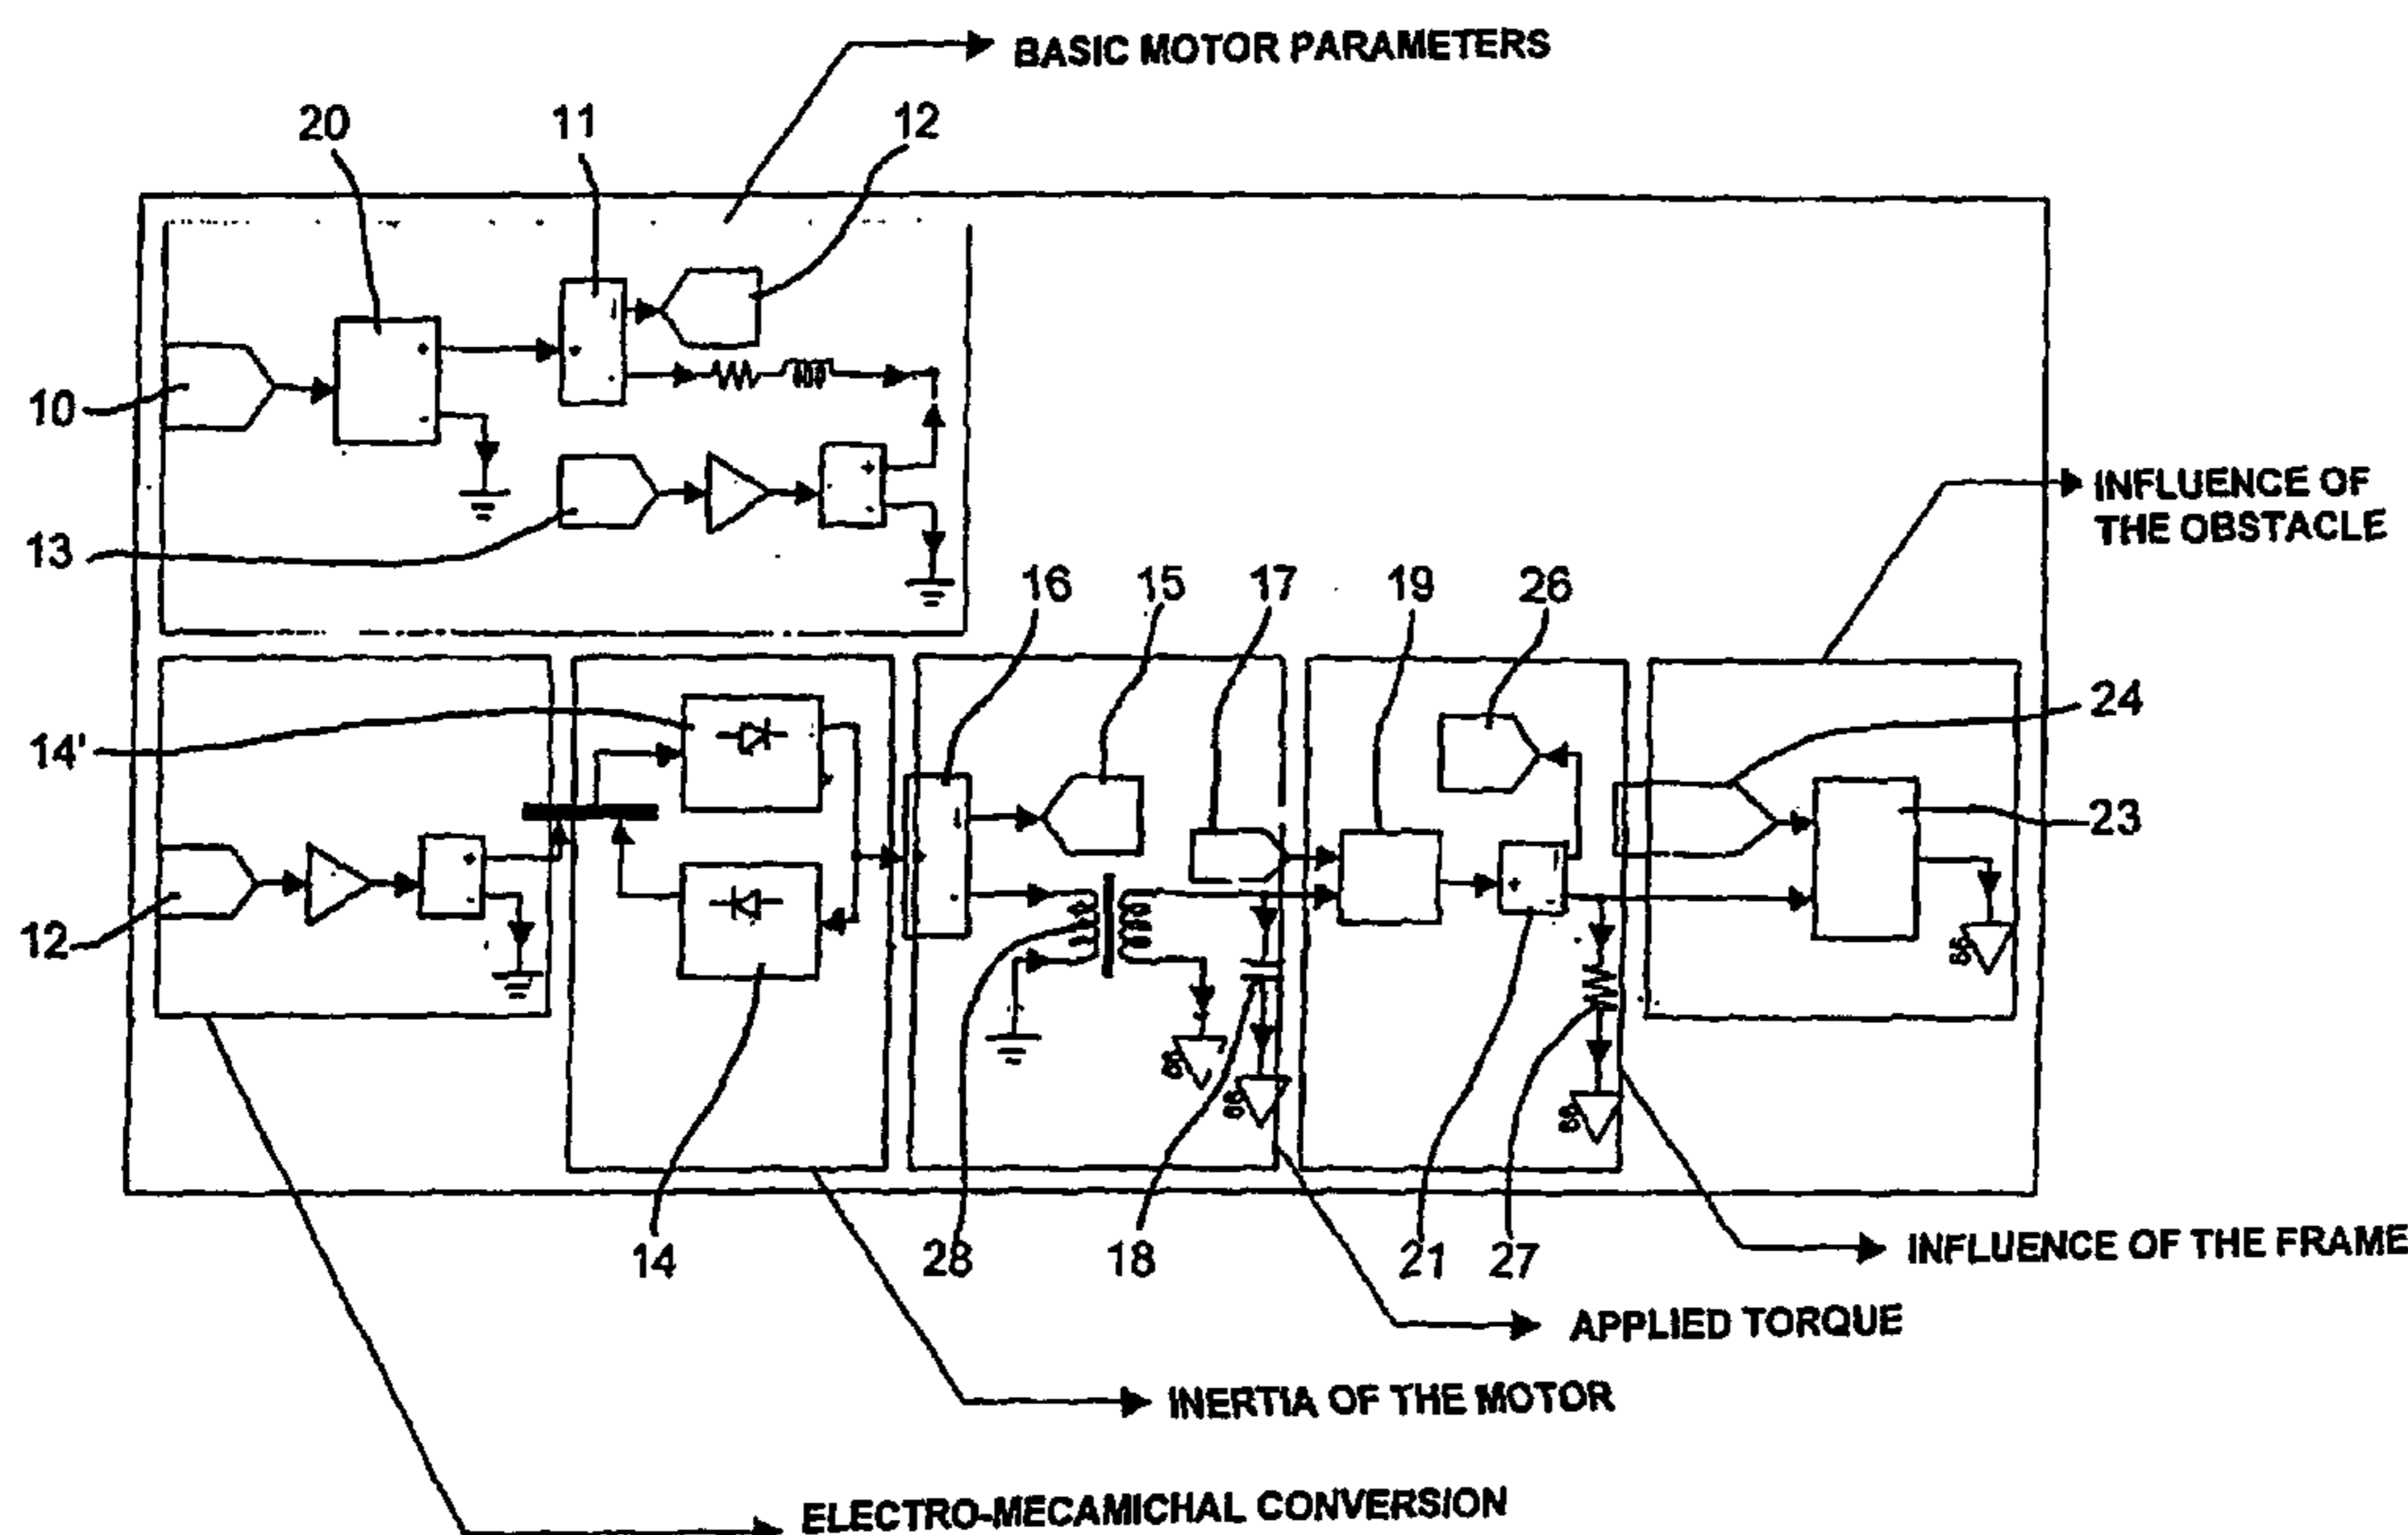 BASIC MOTOR PARAMETERS
20 11 12
10
13
INFLUENCE OF
THE OBSTACLE
16 15 17 19 26
24
14'
23
12
14 28 18 21 27
INFLUENCE OF THE FRAME
APPLIED TORQUE
INERTIA OF THE MOTOR
ELECTRO-MECAMICHAL CONVERSION